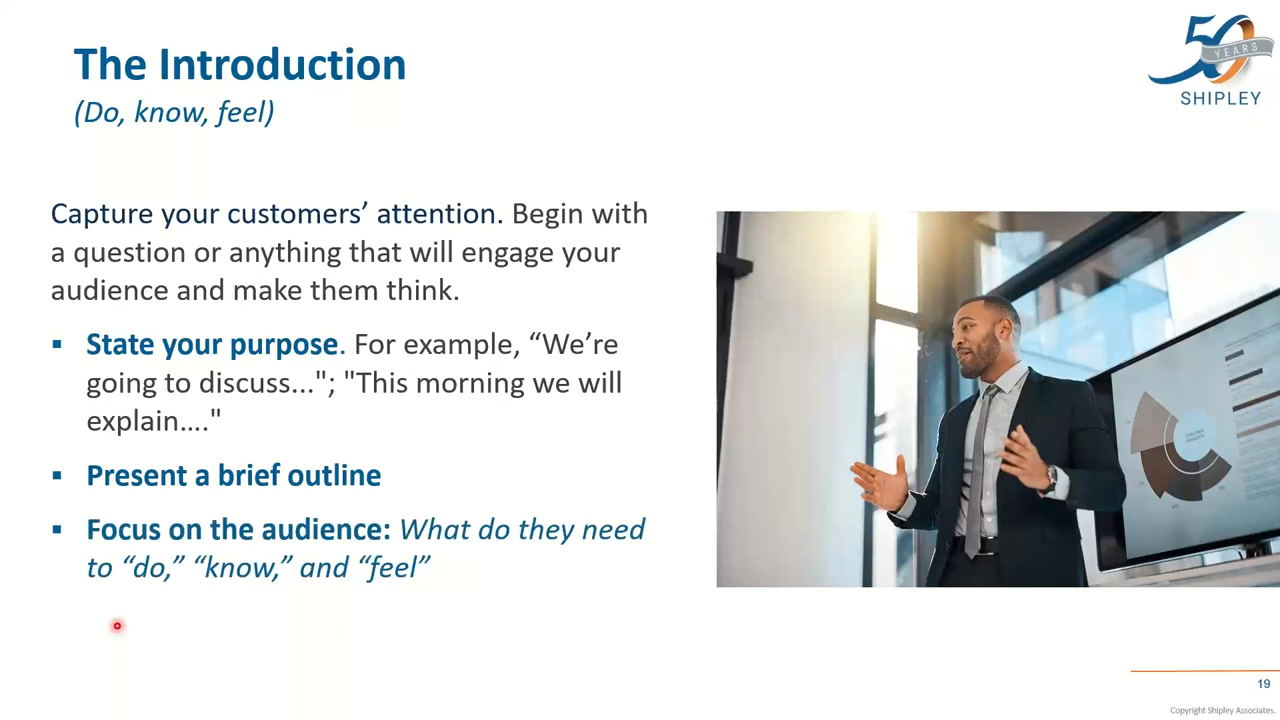 The Introduction
(Do, know, feel)
50
YEARS
SHIPLEY
Capture your customers’ attention. Begin with
a question or anything that will engage your
audience and make them think.
▪ State your purpose. For example, “We’re
going to discuss..."; "This morning we will
explain…."
▪ Present a brief outline
▪ Focus on the audience: What do they need
to “do,” “know,” and “feel”
19
Copyright Shipley Associates.